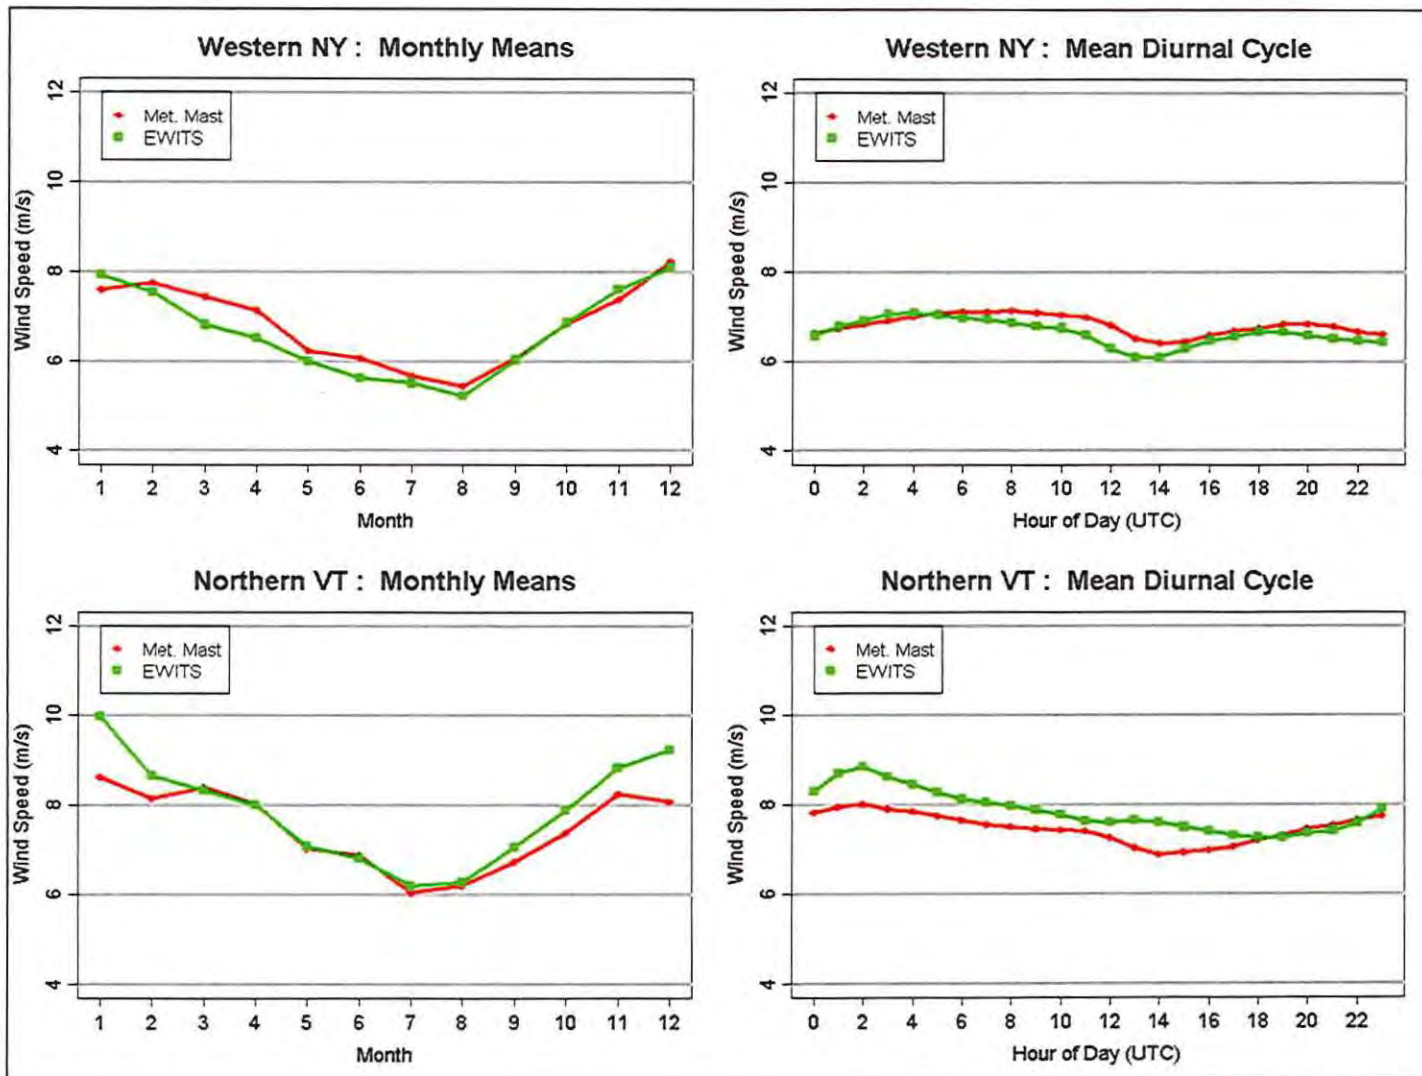 Western NY : Monthly Means
Wind Speed (m/s)
12
10
8
6
4
Met. Mast
EWITS
1 2 3 4 5 6 7 8 9 10 11 12
Month
Western NY : Mean Diurnal Cycle
Wind Speed (m/s)
12
10
8
6
4
Met. Mast
EWITS
0 2 4 6 8 10 12 14 16 18 20 22
Hour of Day (UTC)
Northern VT : Monthly Means
Wind Speed (m/s)
12
10
8
6
4
Met. Mast
EWITS
1 2 3 4 5 6 7 8 9 10 11 12
Month
Northern VT : Mean Diurnal Cycle
Wind Speed (m/s)
12
10
8
6
4
Met. Mast
EWITS
0 2 4 6 8 10 12 14 16 18 20 22
Hour of Day (UTC)